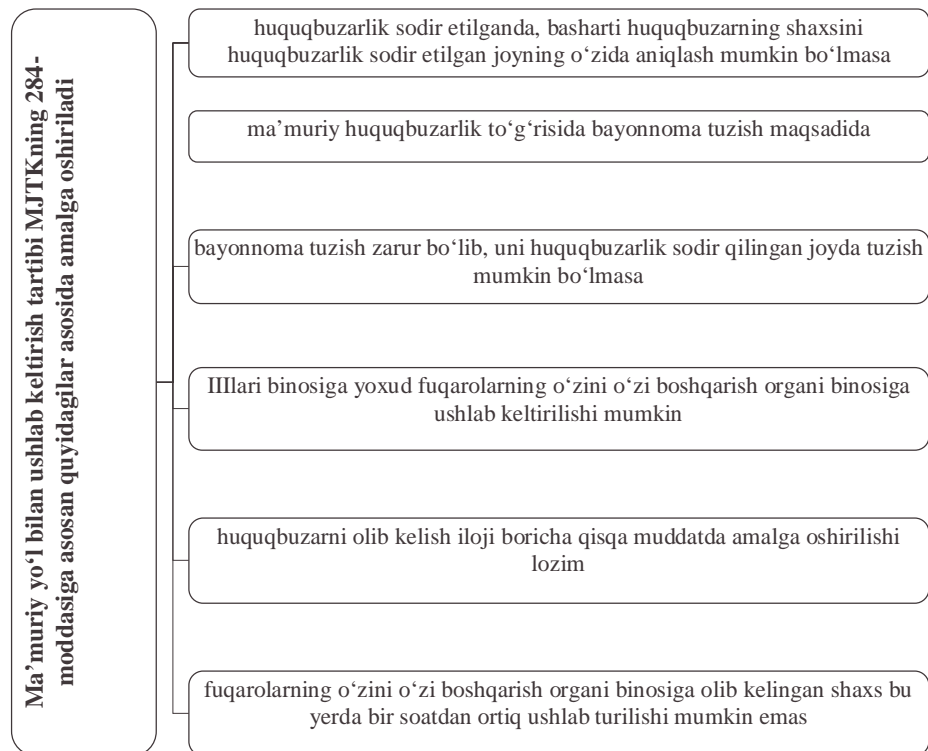 Ma’muriy yo‘l bilan ushlab keltirish tartibi MJTKning 284-
moddasiga asosan quyidagilar asosida amalga oshiriladi
huquqbuzarlik sodir etilganda, basharti huquqbuzarning shaxsini
huquqbuzarlik sodir etilgan joyning o‘zida aniqlash mumkin bo‘lmasa
ma’muriy huquqbuzarlik to‘g‘risida bayonnoma tuzish maqsadida
bayonnoma tuzish zarur bo‘lib, uni huquqbuzarlik sodir qilingan joyda tuzish
mumkin bo‘lmasa
IIIlari binosiga yoxud fuqarolarning o‘zini o‘zi boshqarish organi binosiga
ushlab keltirilishi mumkin
huquqbuzarni olib kelish iloji boricha qisqa muddatda amalga oshirilishi
lozim
fuqarolarning o‘zini o‘zi boshqarish organi binosiga olib kelingan shaxs bu
yerda bir soatdan ortiq ushlab turilishi mumkin emas